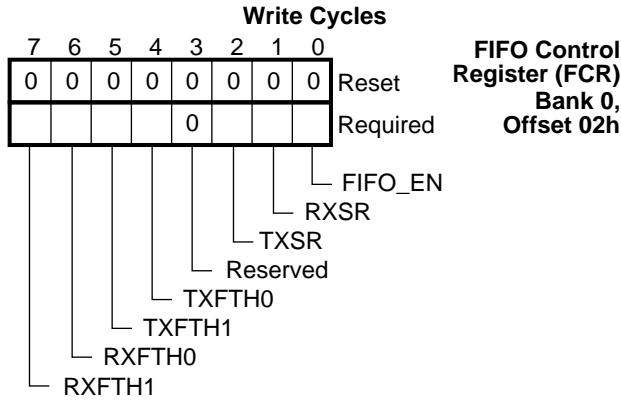 Write Cycles
7 6 5 4 3 2 1 0
FIFO Control
Register (FCR)
Bank 0,
Offset 02h
0 0 0 0 0 0 0 0 Reset
0 Required
FIFO_EN
RXSR
TXSR
Reserved
TXFTH0
TXFTH1
RXFTH0
RXFTH1